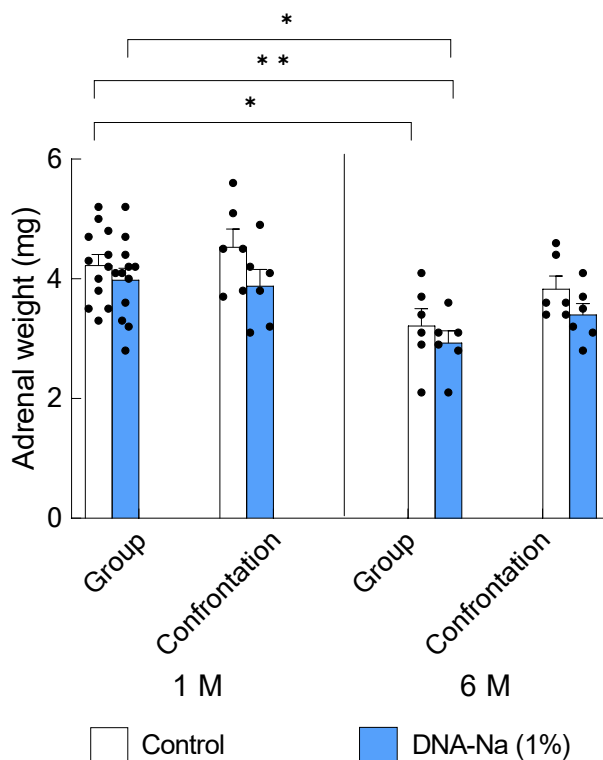 *
* *
*
6
4
2
0
Adrenal weight (mg)
Group
Confrontation
Group
Confrontation
1 M
6 M
Control
DNA-Na (1%)